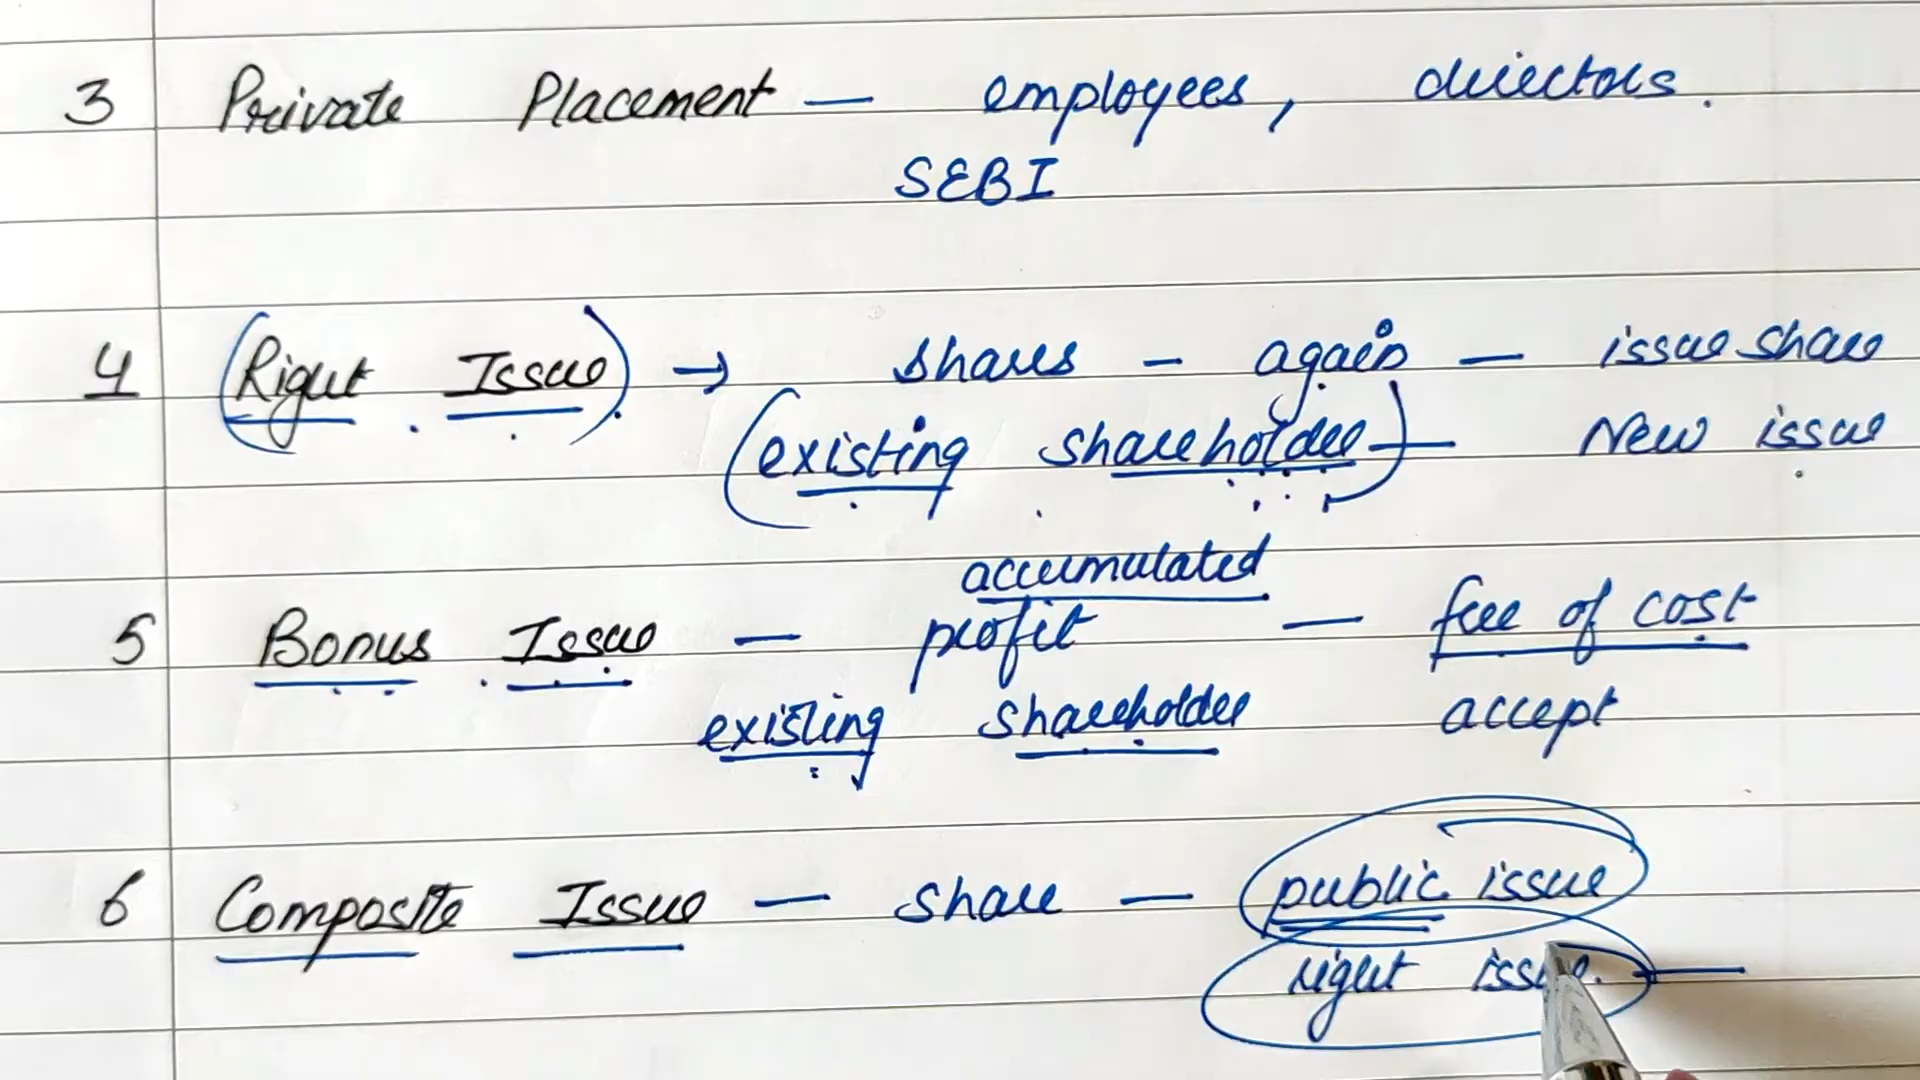 3 Private Placement — employees, directors.
SEBI
4 (Right Issue) → shares - again — issue share
(existing shareholder) — New issue
accumulated
5 Bonus Issue — profit — free of cost
existing shareholder accept
6 Composite Issue — share — public issue
right issue. —